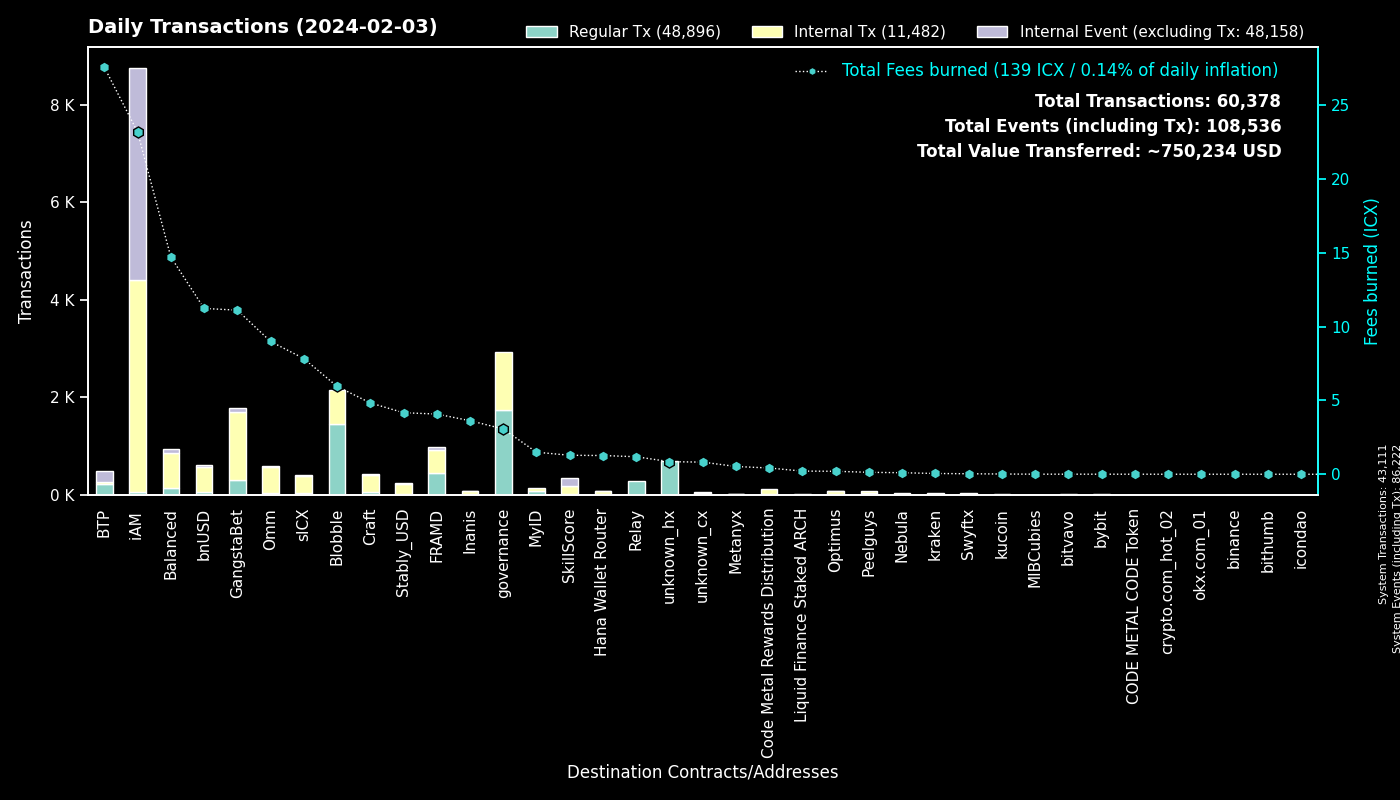 Daily Transactions (2024-02-03)
Regular Tx (48,896)
Internal Tx (11,482)
Internal Event (excluding Tx: 48,158)
Total Fees burned (139 ICX / 0.14% of daily inflation)
Total Transactions: 60,378
Total Events (including Tx): 108,536
Total Value Transferred: ~750,234 USD
Transactions
8 K
6 K
4 K
2 K
0 K
25
20
15
10
5
0
Fees burned (ICX)
BTP
iAM
Balanced
bnUSD
GangstaBet
Omm
sICX
Blobble
Craft
Stably_USD
FRAMD
Inanis
governance
MyID
SkillScore
Hana Wallet Router
Relay
unknown_hx
unknown_cx
Metanyx
Code Metal Rewards Distribution
Liquid Finance Staked ARCH
Optimus
Peelguys
Nebula
kraken
Swyftx
kucoin
MIBCubies
bitvavo
bybit
CODE METAL CODE Token
crypto.com_hot_02
okx.com_01
binance
bithumb
icondao
Destination Contracts/Addresses
System Transactions: 43,111
System Events (including Tx): 86,222